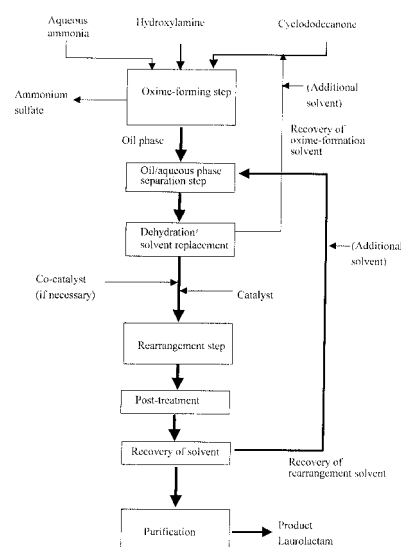 Aqueous
ammonia
Hydroxylamine
Cyclododecanone
Oxime-forming step
Ammonium
sulfate
(Additional
solvent)
Oil phase
Recovery of
oxime-formation
solvent
Oil/aqueous phase
separation step
Dehydration/
solvent replacement
(Additional
solvent)
Co-catalyst
(if necessary)
Catalyst
Rearrangement step
Post-treatment
Recovery of solvent
Recovery of
rearrangement solvent
Purification
Product
Laurolactam